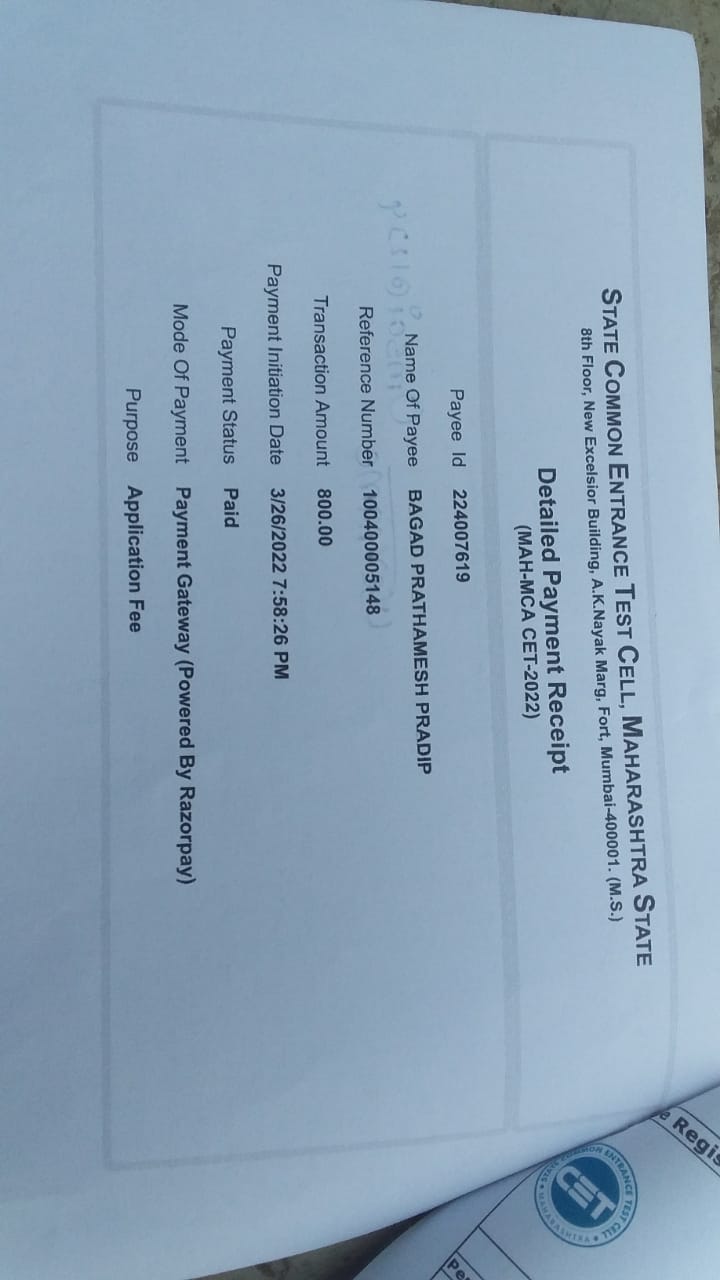 STATE COMMON ENTRANCE TEST CELL, MAHARASHTRA STATE
8th Floor, New Excelsior Building, A.K.Nayak Marg, Fort, Mumbai-400001. (M.S.)
Detailed Payment Receipt
(MAH-MCA CET-2022)
Payee Id 224007619
Name Of Payee BAGAD PRATHAMESH PRADIP
Reference Number 100400005148
Transaction Amount 800.00
Payment Initiation Date 3/26/2022 7:58:26 PM
Payment Status Paid
Mode Of Payment Payment Gateway (Powered By Razorpay)
Purpose Application Fee
STATE COMMON ENTRANCE TEST CELL
MAHARASHTRA
CET